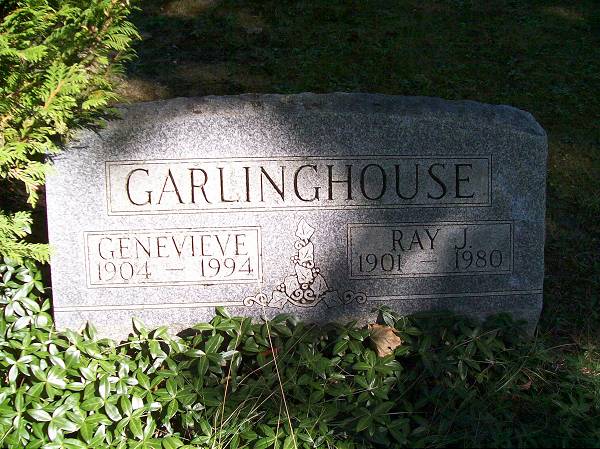 GARLINGHOUSE
GENEVIEVE
1904 — 1994
RAY J.
1901 — 1980